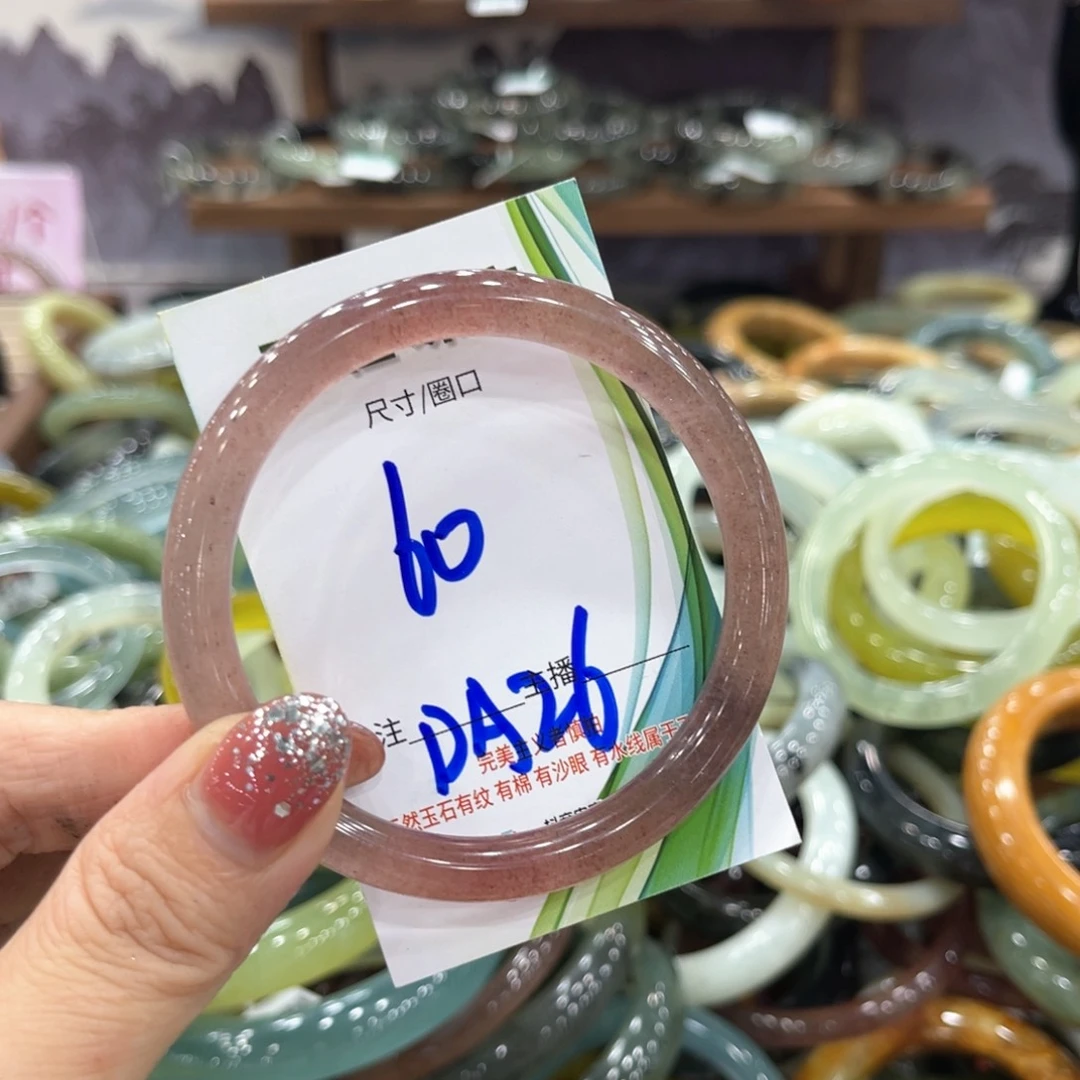 尺寸/圈口
60
主播
注
DA26
完美主义者慎拍
天然玉石有纹 有棉 有沙眼 有水线属于